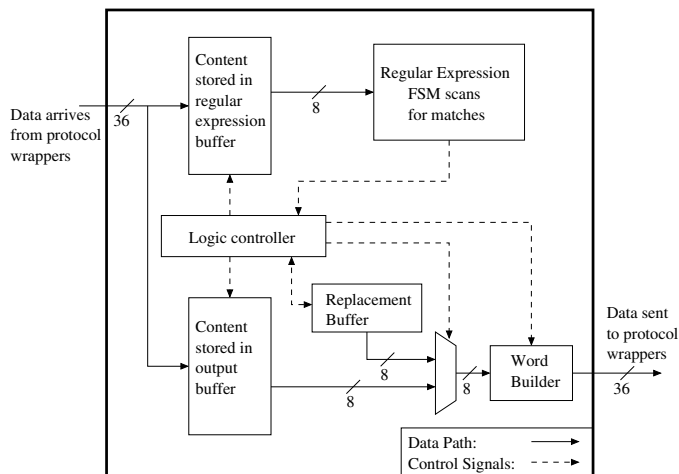 Content
stored in
regular
expression
buffer
Regular Expression
FSM scans
for matches
Data arrives
from protocol
wrappers
36
8
Logic controller
Replacement
Buffer
Content
stored in
output
buffer
8
8
8
Word
Builder
Data sent
to protocol
wrappers
36
Data Path:
Control Signals: